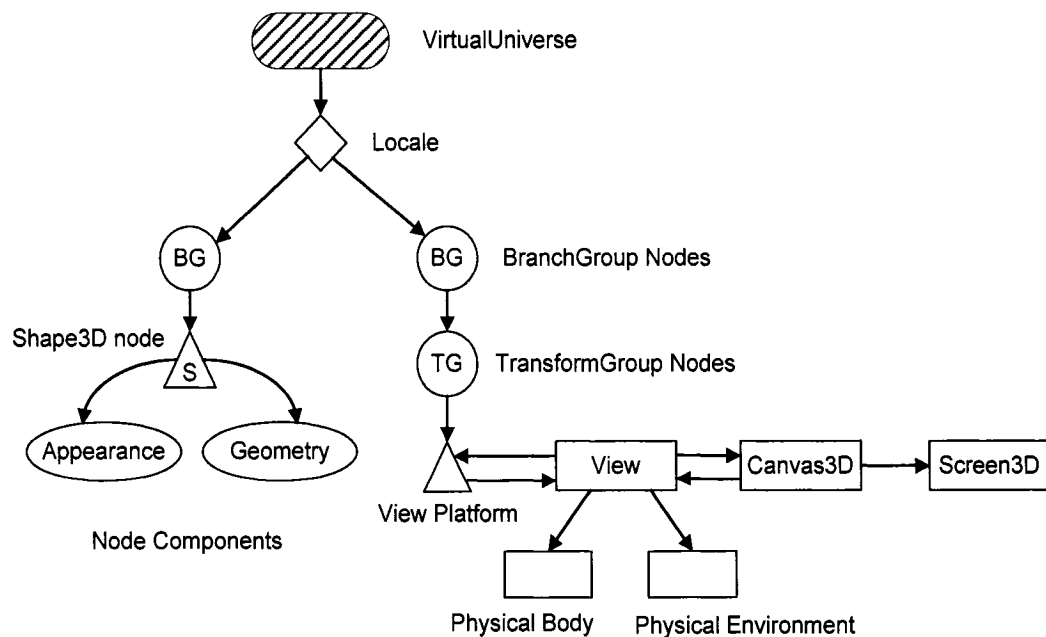 VirtualUniverse
Locale
BG
BG
BranchGroup Nodes
Shape3D node
S
TG
TransformGroup Nodes
Appearance
Geometry
View
Canvas3D
Screen3D
View Platform
Node Components
Physical Body
Physical Environment